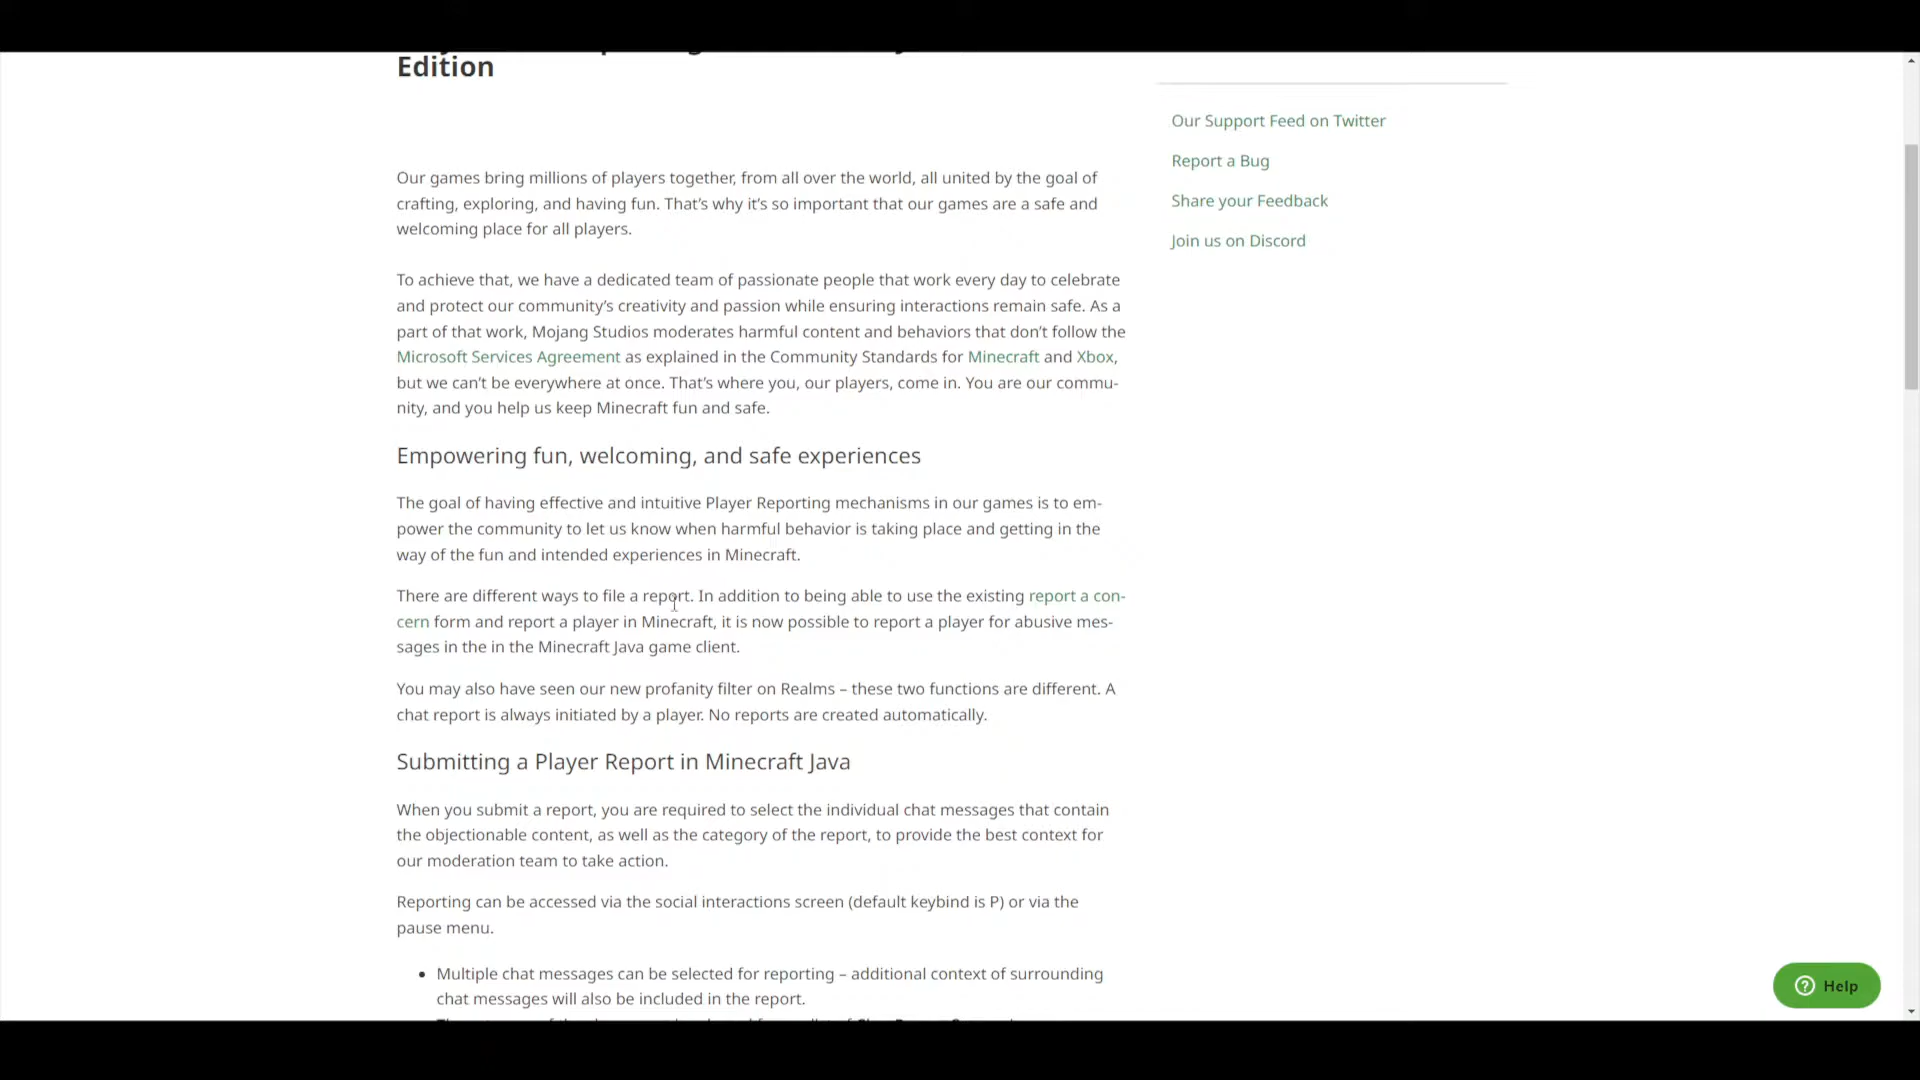 Edition
Our games bring millions of players together, from all over the world, all united by the goal of
crafting, exploring, and having fun. That’s why it’s so important that our games are a safe and
welcoming place for all players.
To achieve that, we have a dedicated team of passionate people that work every day to celebrate
and protect our community’s creativity and passion while ensuring interactions remain safe. As a
part of that work, Mojang Studios moderates harmful content and behaviors that don’t follow the
Microsoft Services Agreement as explained in the Community Standards for Minecraft and Xbox,
but we can’t be everywhere at once. That’s where you, our players, come in. You are our commu-
nity, and you help us keep Minecraft fun and safe.
Empowering fun, welcoming, and safe experiences
The goal of having effective and intuitive Player Reporting mechanisms in our games is to em-
power the community to let us know when harmful behavior is taking place and getting in the
way of the fun and intended experiences in Minecraft.
There are different ways to file a report. In addition to being able to use the existing report a con-
cern form and report a player in Minecraft, it is now possible to report a player for abusive mes-
sages in the in the Minecraft Java game client.
You may also have seen our new profanity filter on Realms – these two functions are different. A
chat report is always initiated by a player. No reports are created automatically.
Submitting a Player Report in Minecraft Java
When you submit a report, you are required to select the individual chat messages that contain
the objectionable content, as well as the category of the report, to provide the best context for
our moderation team to take action.
Reporting can be accessed via the social interactions screen (default keybind is P) or via the
pause menu.
• Multiple chat messages can be selected for reporting – additional context of surrounding
chat messages will also be included in the report.
Our Support Feed on Twitter
Report a Bug
Share your Feedback
Join us on Discord
Help